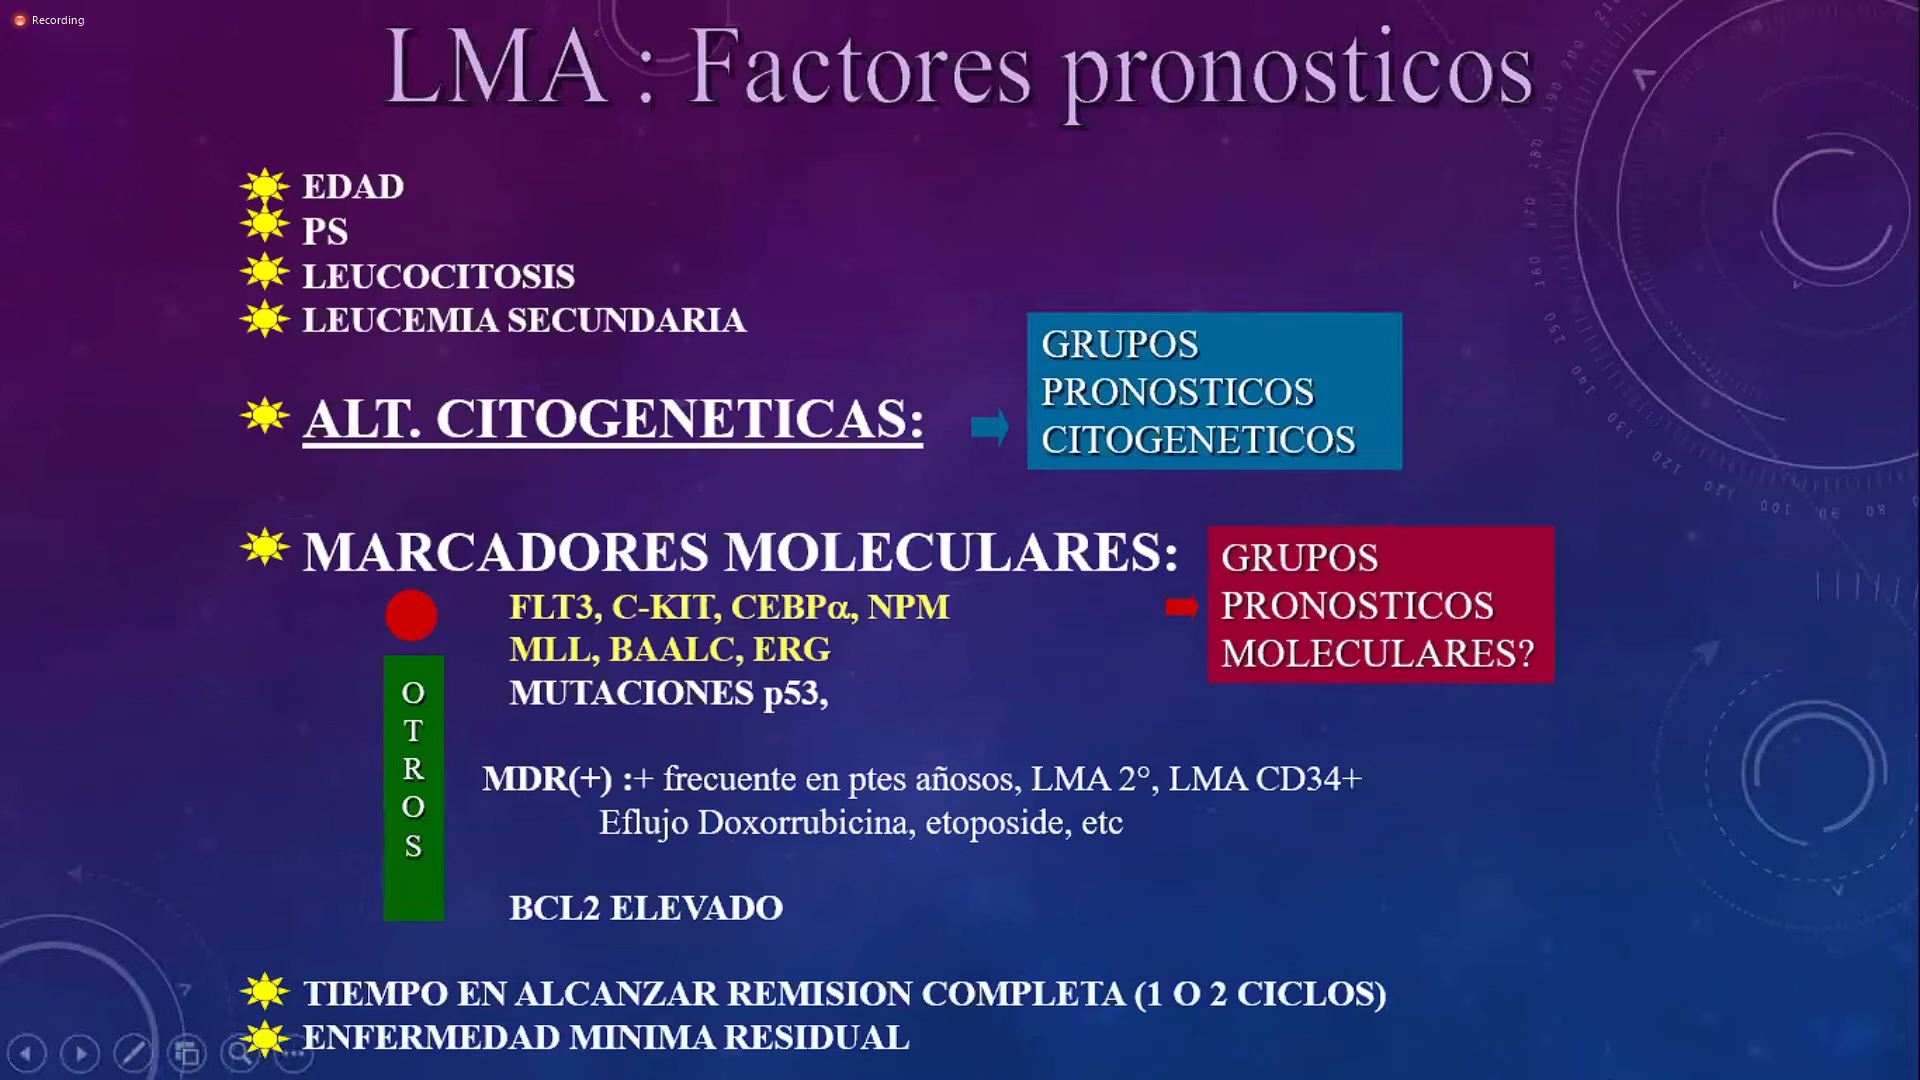 Recording
LMA : Factores pronosticos
EDAD
PS
LEUCOCITOSIS
LEUCEMIA SECUNDARIA
ALT. CITOGENETICAS:
GRUPOS
PRONOSTICOS
CITOGENETICOS
MARCADORES MOLECULARES:
GRUPOS
PRONOSTICOS
MOLECULARES?
FLT3, C-KIT, CEBPα, NPM
MLL, BAALC, ERG
MUTACIONES p53,
OTROS
MDR(+) :+ frecuente en ptes añosos, LMA 2°, LMA CD34+
Eflujo Doxorrubicina, etoposide, etc
BCL2 ELEVADO
TIEMPO EN ALCANZAR REMISION COMPLETA (1 O 2 CICLOS)
ENFERMEDAD MINIMA RESIDUAL